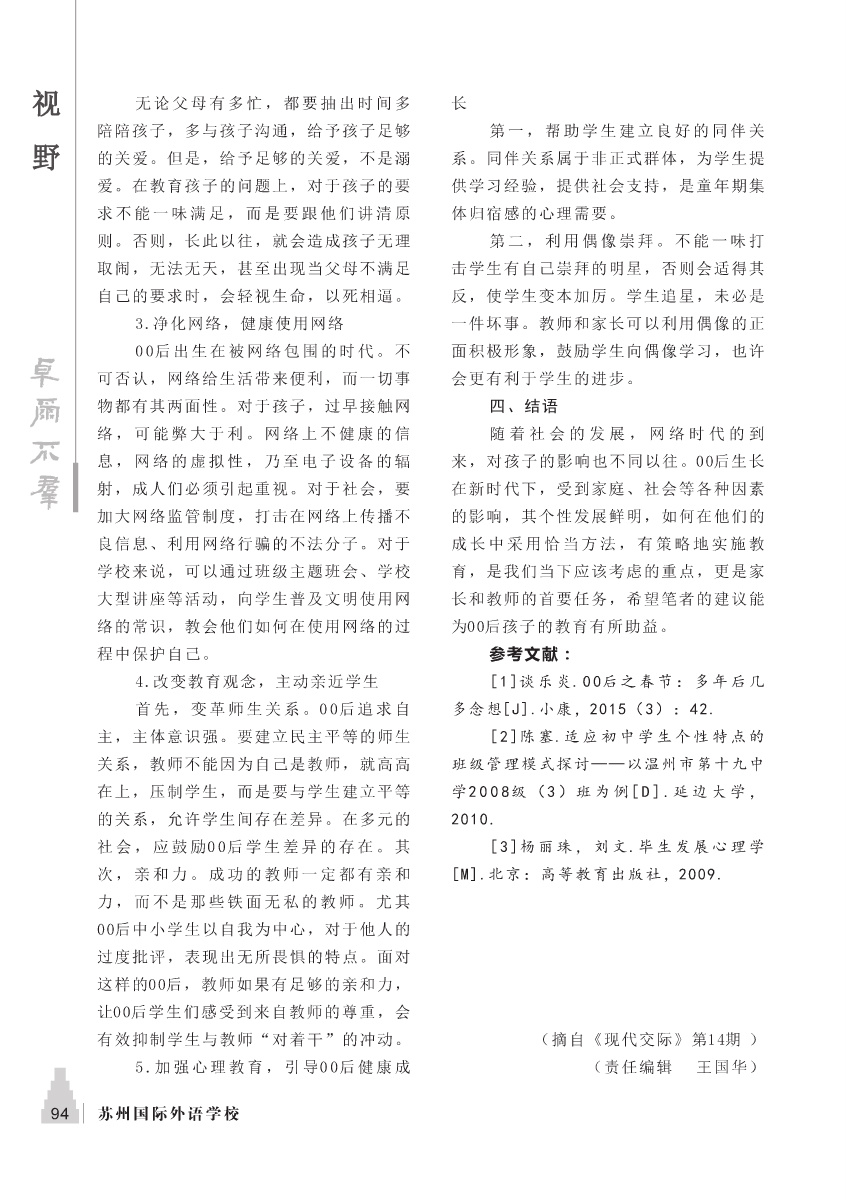 视
野
卓
尔
不
群
无论父母有多忙，都要抽出时间多
陪陪孩子，多与孩子沟通，给予孩子足够
的关爱。但是，给予足够的关爱，不是溺
爱。在教育孩子的问题上，对于孩子的要
求不能一味满足，而是要跟他们讲清原
则。否则，长此以往，就会造成孩子无理
取闹，无法无天，甚至出现当父母不满足
自己的要求时，会轻视生命，以死相逼。
3.净化网络，健康使用网络
00后出生在被网络包围的时代。不
可否认，网络给生活带来便利，而一切事
物都有其两面性。对于孩子，过早接触网
络，可能弊大于利。网络上不健康的信
息，网络的虚拟性，乃至电子设备的辐
射，成人们必须引起重视。对于社会，要
加大网络监管制度，打击在网络上传播不
良信息、利用网络行骗的不法分子。对于
学校来说，可以通过班级主题班会、学校
大型讲座等活动，向学生普及文明使用网
络的常识，教会他们如何在使用网络的过
程中保护自己。
4.改变教育观念，主动亲近学生
首先，变革师生关系。00后追求自
主，主体意识强。要建立民主平等的师生
关系，教师不能因为自己是教师，就高高
在上，压制学生，而是要与学生建立平等
的关系，允许学生间存在差异。在多元的
社会，应鼓励00后学生差异的存在。其
次，亲和力。成功的教师一定都有亲和
力，而不是那些铁面无私的教师。尤其
00后中小学生以自我为中心，对于他人的
过度批评，表现出无所畏惧的特点。面对
这样的00后，教师如果有足够的亲和力，
让00后学生们感受到来自教师的尊重，会
有效抑制学生与教师“对着干”的冲动。
5.加强心理教育，引导00后健康成
长
第一，帮助学生建立良好的同伴关
系。同伴关系属于非正式群体，为学生提
供学习经验，提供社会支持，是童年期集
体归宿感的心理需要。
第二，利用偶像崇拜。不能一味打
击学生有自己崇拜的明星，否则会适得其
反，使学生变本加厉。学生追星，未必是
一件坏事。教师和家长可以利用偶像的正
面积极形象，鼓励学生向偶像学习，也许
会更有利于学生的进步。
四、结语
随着社会的发展，网络时代的到
来，对孩子的影响也不同以往。00后生长
在新时代下，受到家庭、社会等各种因素
的影响，其个性发展鲜明，如何在他们的
成长中采用恰当方法，有策略地实施教
育，是我们当下应该考虑的重点，更是家
长和教师的首要任务，希望笔者的建议能
为00后孩子的教育有所助益。
参考文献：
[1]谈乐炎.00后之春节：多年后几
多念想[J].小康，2015（3）：42.
[2]陈塞.适应初中学生个性特点的
班级管理模式探讨——以温州市第十九中
学2008级（3）班为例[D].延边大学，
2010.
[3]杨丽珠，刘文.毕生发展心理学
[M].北京：高等教育出版社，2009.
（摘自《现代交际》第14期 ）
（责任编辑 王国华）
94 苏州国际外语学校